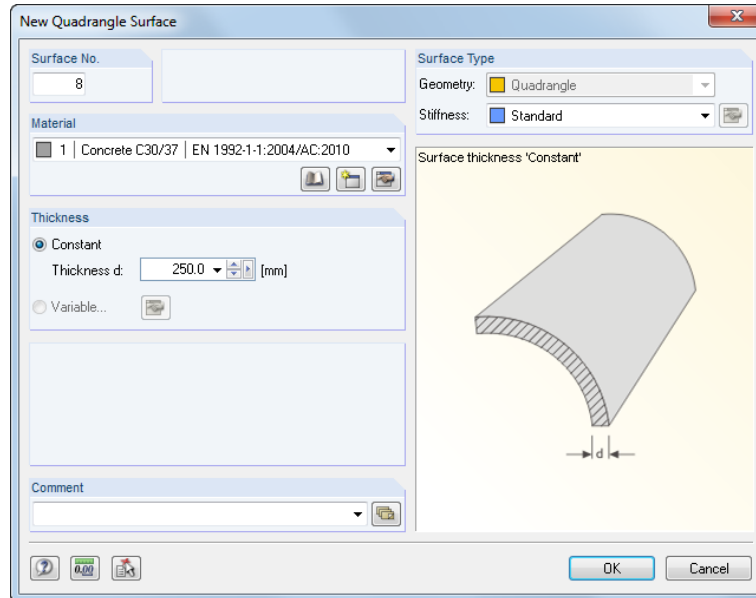 New Quadrangle Surface
Surface No.
8
Material
1 Concrete C30/37 EN 1992-1-1:2004/AC:2010
Thickness
Constant
Thickness d: 250.0 [mm]
Variable...
Comment
Surface Type
Geometry: Quadrangle
Stiffness: Standard
Surface thickness 'Constant'
d
0.00
OK Cancel